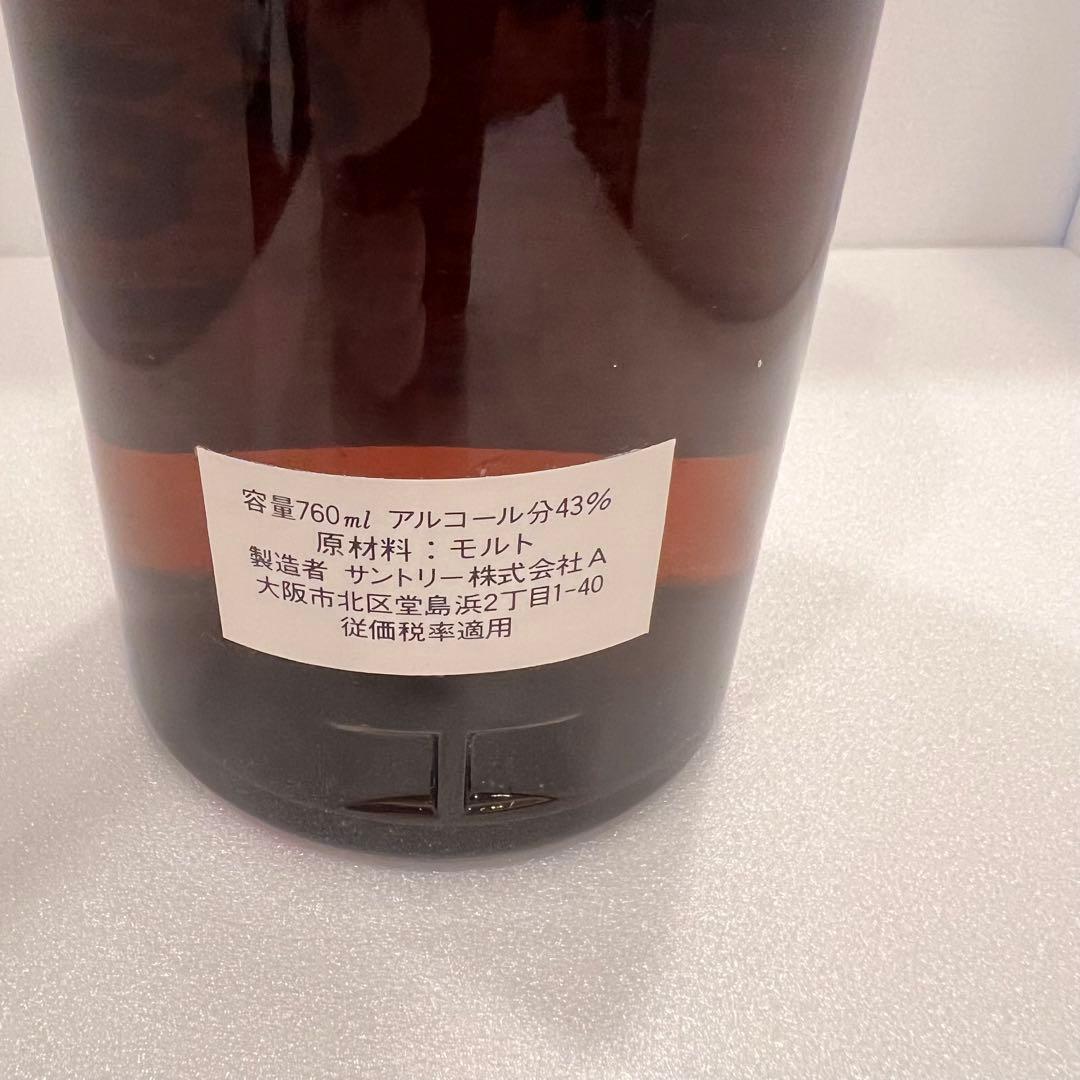 容量760ml アルコール分43%
原材料：モルト
製造者 サントリー株式会社A
大阪市北区堂島浜2丁目1-40
従価税率適用